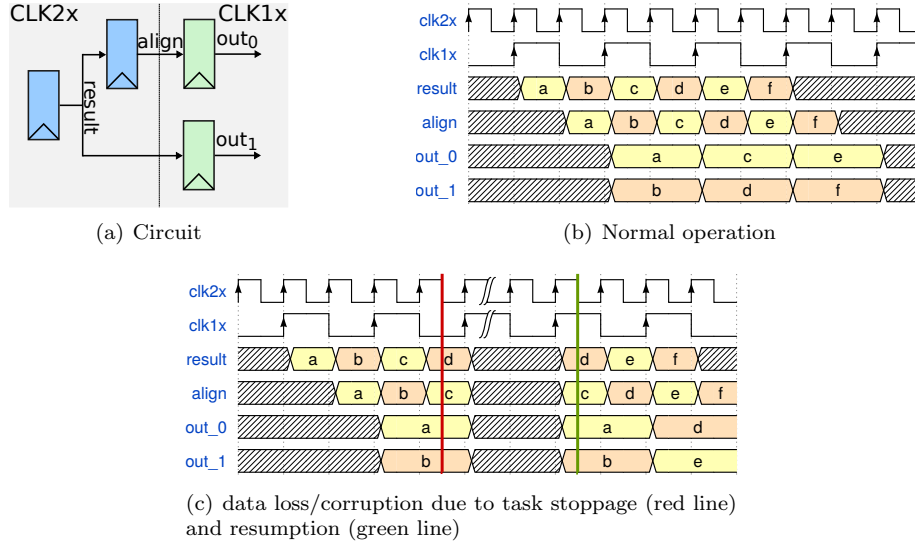 CLK2x CLK1x
align out0
result
out1
(a) Circuit
clk2x
clk1x
result a b c d e f
align a b c d e f
out_0 a c e
out_1 b d f
(b) Normal operation
clk2x
clk1x
result a b c d d e f
align a b c c d e f
out_0 a a d
out_1 b b e
(c) data loss/corruption due to task stoppage (red line)
and resumption (green line)